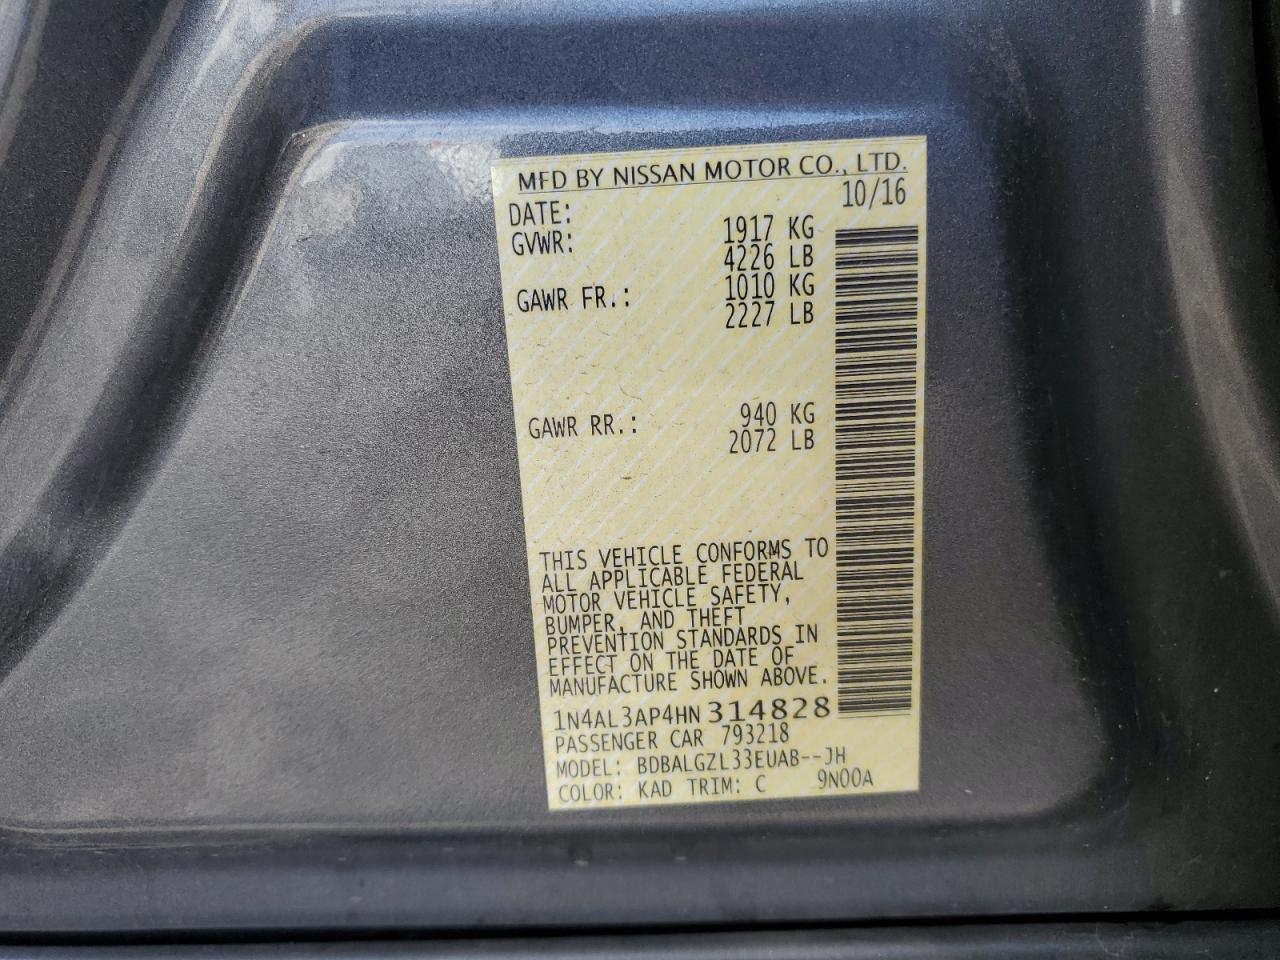 MFD BY NISSAN MOTOR CO., LTD.
DATE: 10/16
GVWR: 1917 KG
4226 LB
GAWR FR.: 1010 KG
2227 LB
GAWR RR.: 940 KG
2072 LB
THIS VEHICLE CONFORMS TO
ALL APPLICABLE FEDERAL
MOTOR VEHICLE SAFETY,
BUMPER, AND THEFT
PREVENTION STANDARDS IN
EFFECT ON THE DATE OF
MANUFACTURE SHOWN ABOVE.
1N4AL3AP4HN 314828
PASSENGER CAR 793218
MODEL: BDBALGZL33EUAB--JH
COLOR: KAD TRIM: C 9N00A